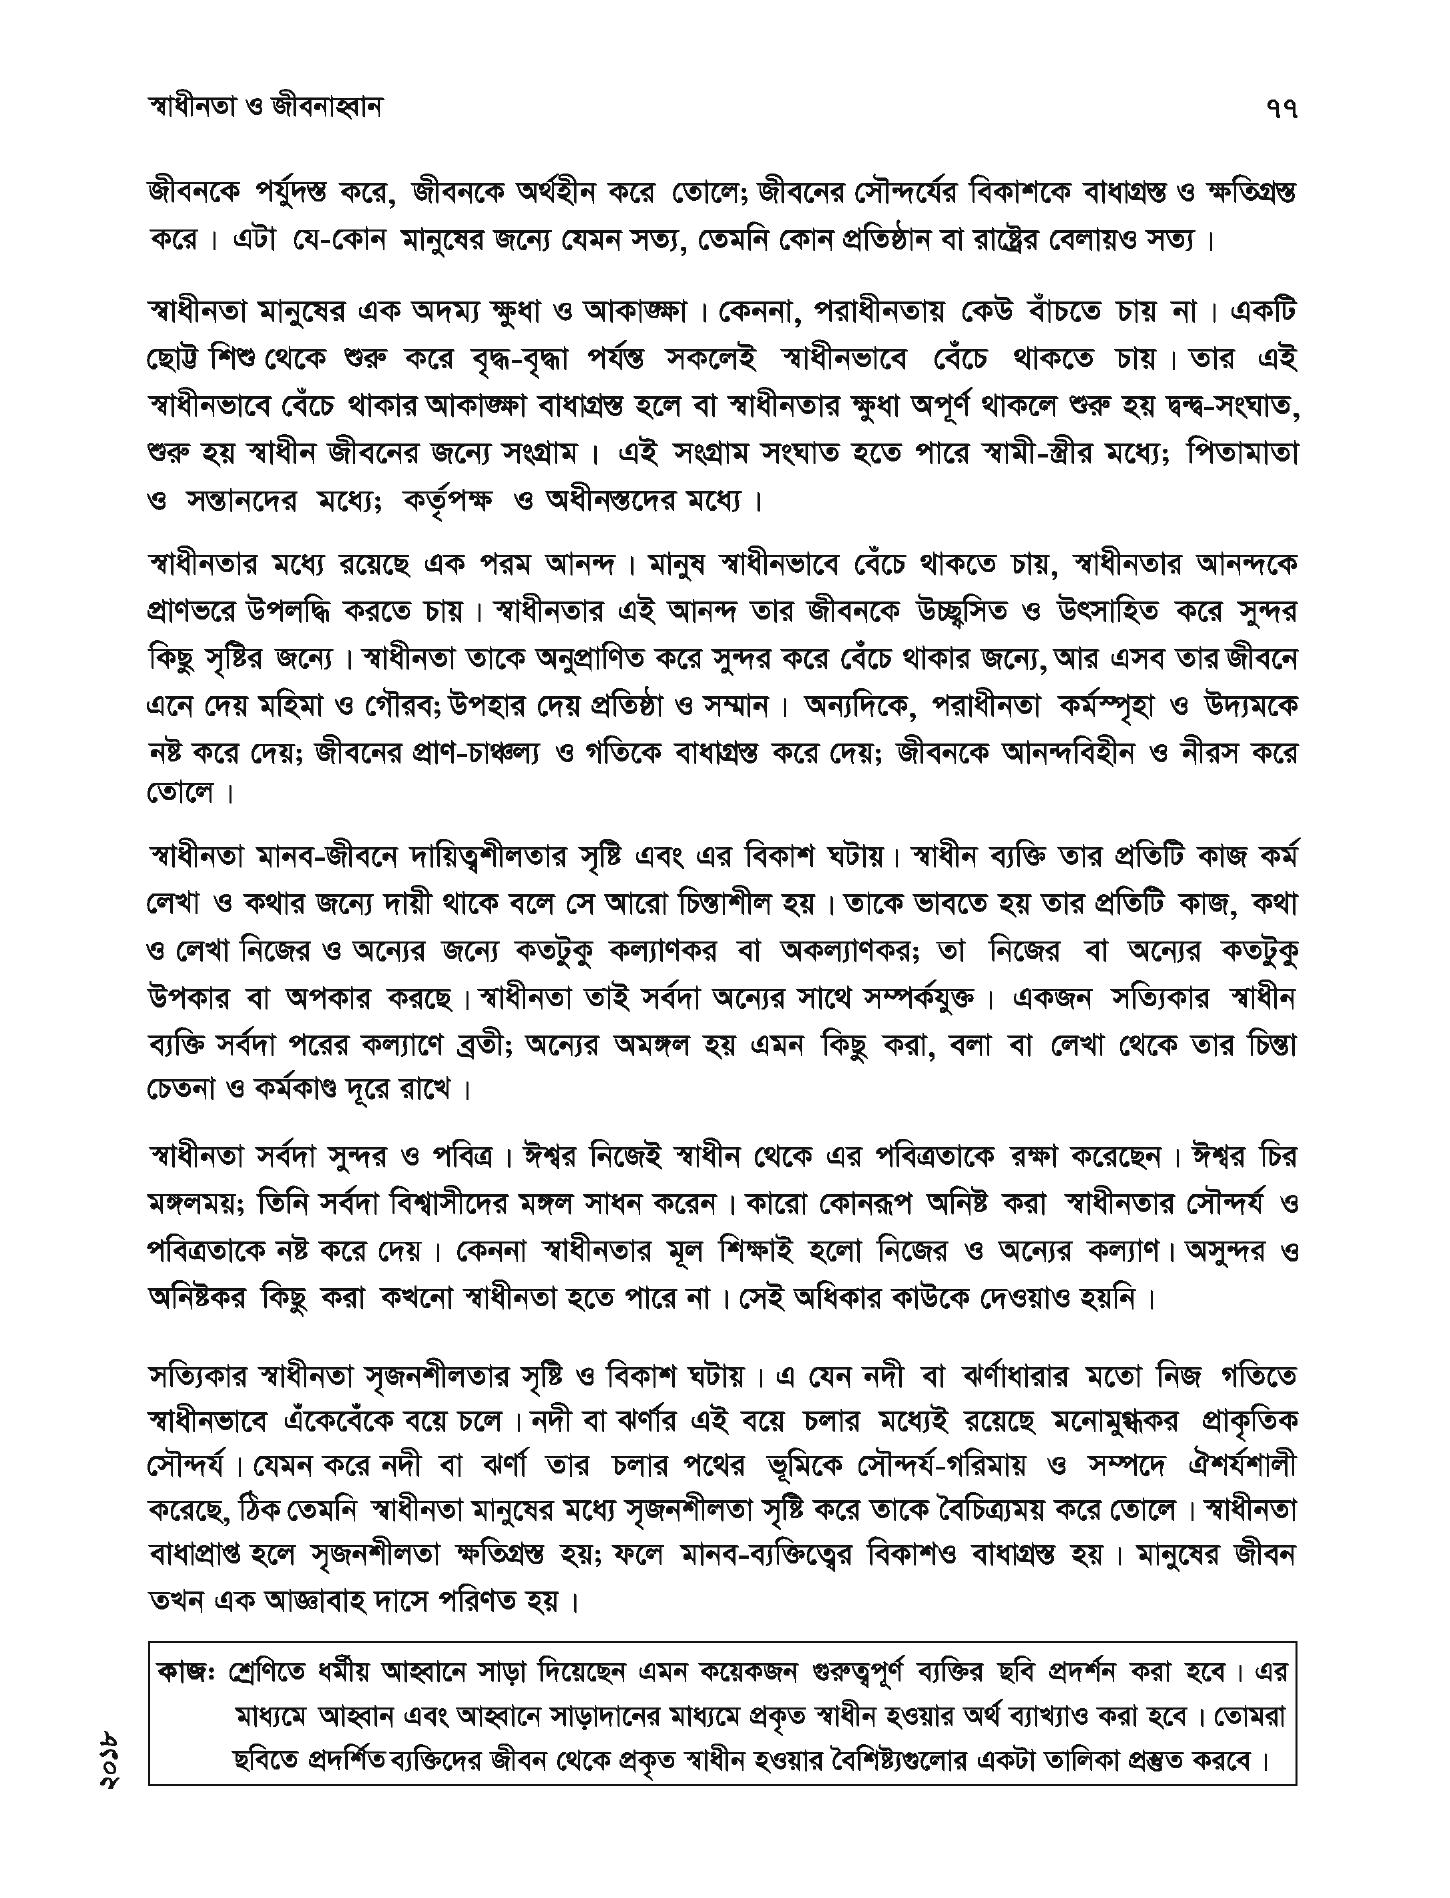 স্বাধীনতা ও জীবনাহ্বান
৭৭
জীবনকে পর্যুদস্ত করে, জীবনকে অর্থহীন করে তোলে; জীবনের সৌন্দর্যের বিকাশকে বাধাগ্রস্ত ও ক্ষতিগ্রস্ত
করে। এটা যে-কোন মানুষের জন্যে যেমন সত্য, তেমনি কোন প্রতিষ্ঠান বা রাষ্ট্রের বেলায়ও সত্য।
স্বাধীনতা মানুষের এক অদম্য ক্ষুধা ও আকাঙ্ক্ষা। কেননা, পরাধীনতায় কেউ বাঁচতে চায় না। একটি
ছোট্ট শিশু থেকে শুরু করে বৃদ্ধ-বৃদ্ধা পর্যন্ত সকলেই স্বাধীনভাবে বেঁচে থাকতে চায়। তার এই
স্বাধীনভাবে বেঁচে থাকার আকাঙ্ক্ষা বাধাগ্রস্ত হলে বা স্বাধীনতার ক্ষুধা অপূর্ণ থাকলে শুরু হয় দ্বন্দ্ব-সংঘাত,
শুরু হয় স্বাধীন জীবনের জন্যে সংগ্রাম। এই সংগ্রাম সংঘাত হতে পারে স্বামী-স্ত্রীর মধ্যে; পিতামাতা
ও সন্তানদের মধ্যে; কর্তৃপক্ষ ও অধীনস্তদের মধ্যে।
স্বাধীনতার মধ্যে রয়েছে এক পরম আনন্দ। মানুষ স্বাধীনভাবে বেঁচে থাকতে চায়, স্বাধীনতার আনন্দকে
প্রাণভরে উপলদ্ধি করতে চায়। স্বাধীনতার এই আনন্দ তার জীবনকে উচ্ছ্বসিত ও উৎসাহিত করে সুন্দর
কিছু সৃষ্টির জন্যে। স্বাধীনতা তাকে অনুপ্রাণিত করে সুন্দর করে বেঁচে থাকার জন্যে, আর এসব তার জীবনে
এনে দেয় মহিমা ও গৌরব; উপহার দেয় প্রতিষ্ঠা ও সম্মান। অন্যদিকে, পরাধীনতা কর্মস্পৃহা ও উদ্যমকে
নষ্ট করে দেয়; জীবনের প্রাণ-চাঞ্চল্য ও গতিকে বাধাগ্রস্ত করে দেয়; জীবনকে আনন্দবিহীন ও নীরস করে
তোলে।
স্বাধীনতা মানব-জীবনে দায়িত্বশীলতার সৃষ্টি এবং এর বিকাশ ঘটায়। স্বাধীন ব্যক্তি তার প্রতিটি কাজ কর্ম
লেখা ও কথার জন্যে দায়ী থাকে বলে সে আরো চিন্তাশীল হয়। তাকে ভাবতে হয় তার প্রতিটি কাজ, কথা
ও লেখা নিজের ও অন্যের জন্যে কতটুকু কল্যাণকর বা অকল্যাণকর; তা নিজের বা অন্যের কতটুকু
উপকার বা অপকার করছে। স্বাধীনতা তাই সর্বদা অন্যের সাথে সম্পর্কযুক্ত। একজন সত্যিকার স্বাধীন
ব্যক্তি সর্বদা পরের কল্যাণে ব্রতী; অন্যের অমঙ্গল হয় এমন কিছু করা, বলা বা লেখা থেকে তার চিন্তা
চেতনা ও কর্মকাণ্ড দূরে রাখে।
স্বাধীনতা সর্বদা সুন্দর ও পবিত্র। ঈশ্বর নিজেই স্বাধীন থেকে এর পবিত্রতাকে রক্ষা করেছেন। ঈশ্বর চির
মঙ্গলময়; তিনি সর্বদা বিশ্বাসীদের মঙ্গল সাধন করেন। কারো কোনরূপ অনিষ্ট করা স্বাধীনতার সৌন্দর্য ও
পবিত্রতাকে নষ্ট করে দেয়। কেননা স্বাধীনতার মূল শিক্ষাই হলো নিজের ও অন্যের কল্যাণ। অসুন্দর ও
অনিষ্টকর কিছু করা কখনো স্বাধীনতা হতে পারে না। সেই অধিকার কাউকে দেওয়াও হয়নি।
সত্যিকার স্বাধীনতা সৃজনশীলতার সৃষ্টি ও বিকাশ ঘটায়। এ যেন নদী বা ঝর্ণাধারার মতো নিজ গতিতে
স্বাধীনভাবে এঁকেবেঁকে বয়ে চলে। নদী বা ঝর্ণার এই বয়ে চলার মধ্যেই রয়েছে মনোমুগ্ধকর প্রাকৃতিক
সৌন্দর্য। যেমন করে নদী বা ঝর্ণা তার চলার পথের ভূমিকে সৌন্দর্য-গরিমায় ও সম্পদে ঐশর্যশালী
করেছে, ঠিক তেমনি স্বাধীনতা মানুষের মধ্যে সৃজনশীলতা সৃষ্টি করে তাকে বৈচিত্র্যময় করে তোলে। স্বাধীনতা
বাধাপ্রাপ্ত হলে সৃজনশীলতা ক্ষতিগ্রস্ত হয়; ফলে মানব-ব্যক্তিত্বের বিকাশও বাধাগ্রস্ত হয়। মানুষের জীবন
তখন এক আজ্ঞাবাহ দাসে পরিণত হয়।
কাজ: শ্রেণিতে ধর্মীয় আহ্বানে সাড়া দিয়েছেন এমন কয়েকজন গুরুত্বপূর্ণ ব্যক্তির ছবি প্রদর্শন করা হবে। এর
মাধ্যমে আহ্বান এবং আহ্বানে সাড়াদানের মাধ্যমে প্রকৃত স্বাধীন হওয়ার অর্থ ব্যাখ্যাও করা হবে। তোমরা
ছবিতে প্রদর্শিত ব্যক্তিদের জীবন থেকে প্রকৃত স্বাধীন হওয়ার বৈশিষ্ট্যগুলোর একটা তালিকা প্রস্তুত করবে।
২০১৮